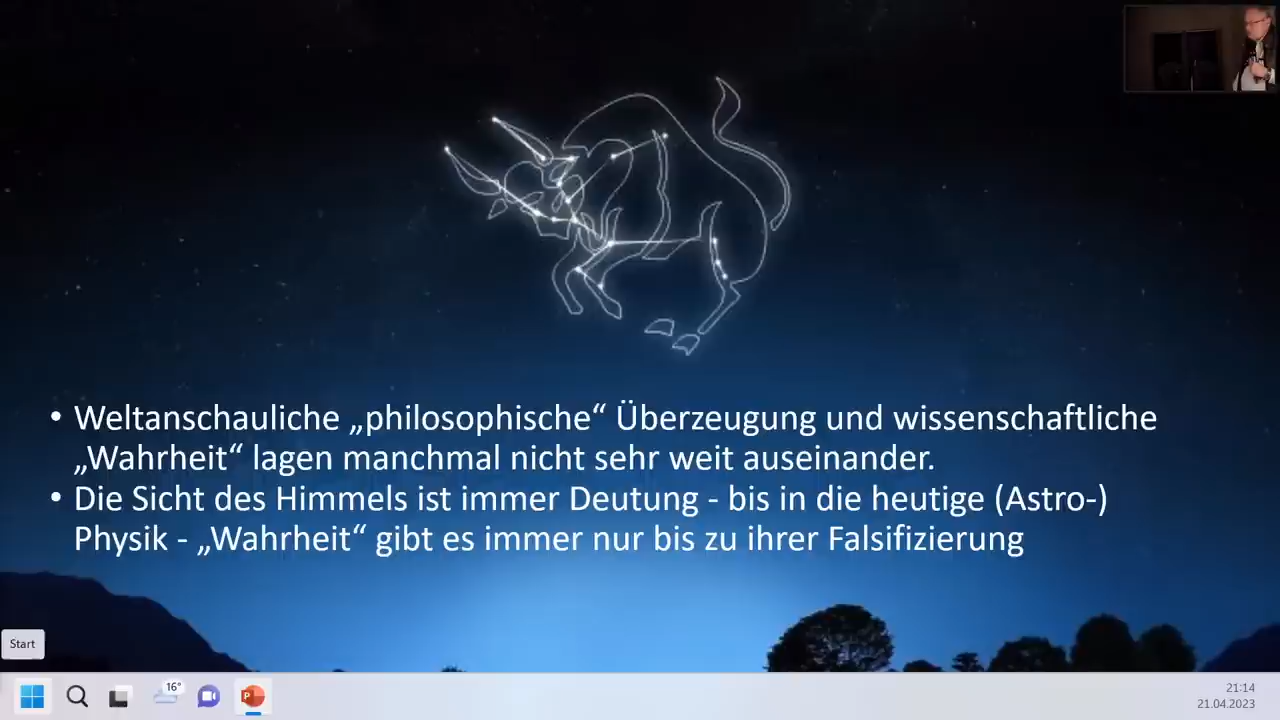 • Weltanschauliche „philosophische“ Überzeugung und wissenschaftliche
„Wahrheit“ lagen manchmal nicht sehr weit auseinander.
• Die Sicht des Himmels ist immer Deutung - bis in die heutige (Astro-)
Physik - „Wahrheit“ gibt es immer nur bis zu ihrer Falsifizierung
Start
16°
P
21:14
21.04.2023